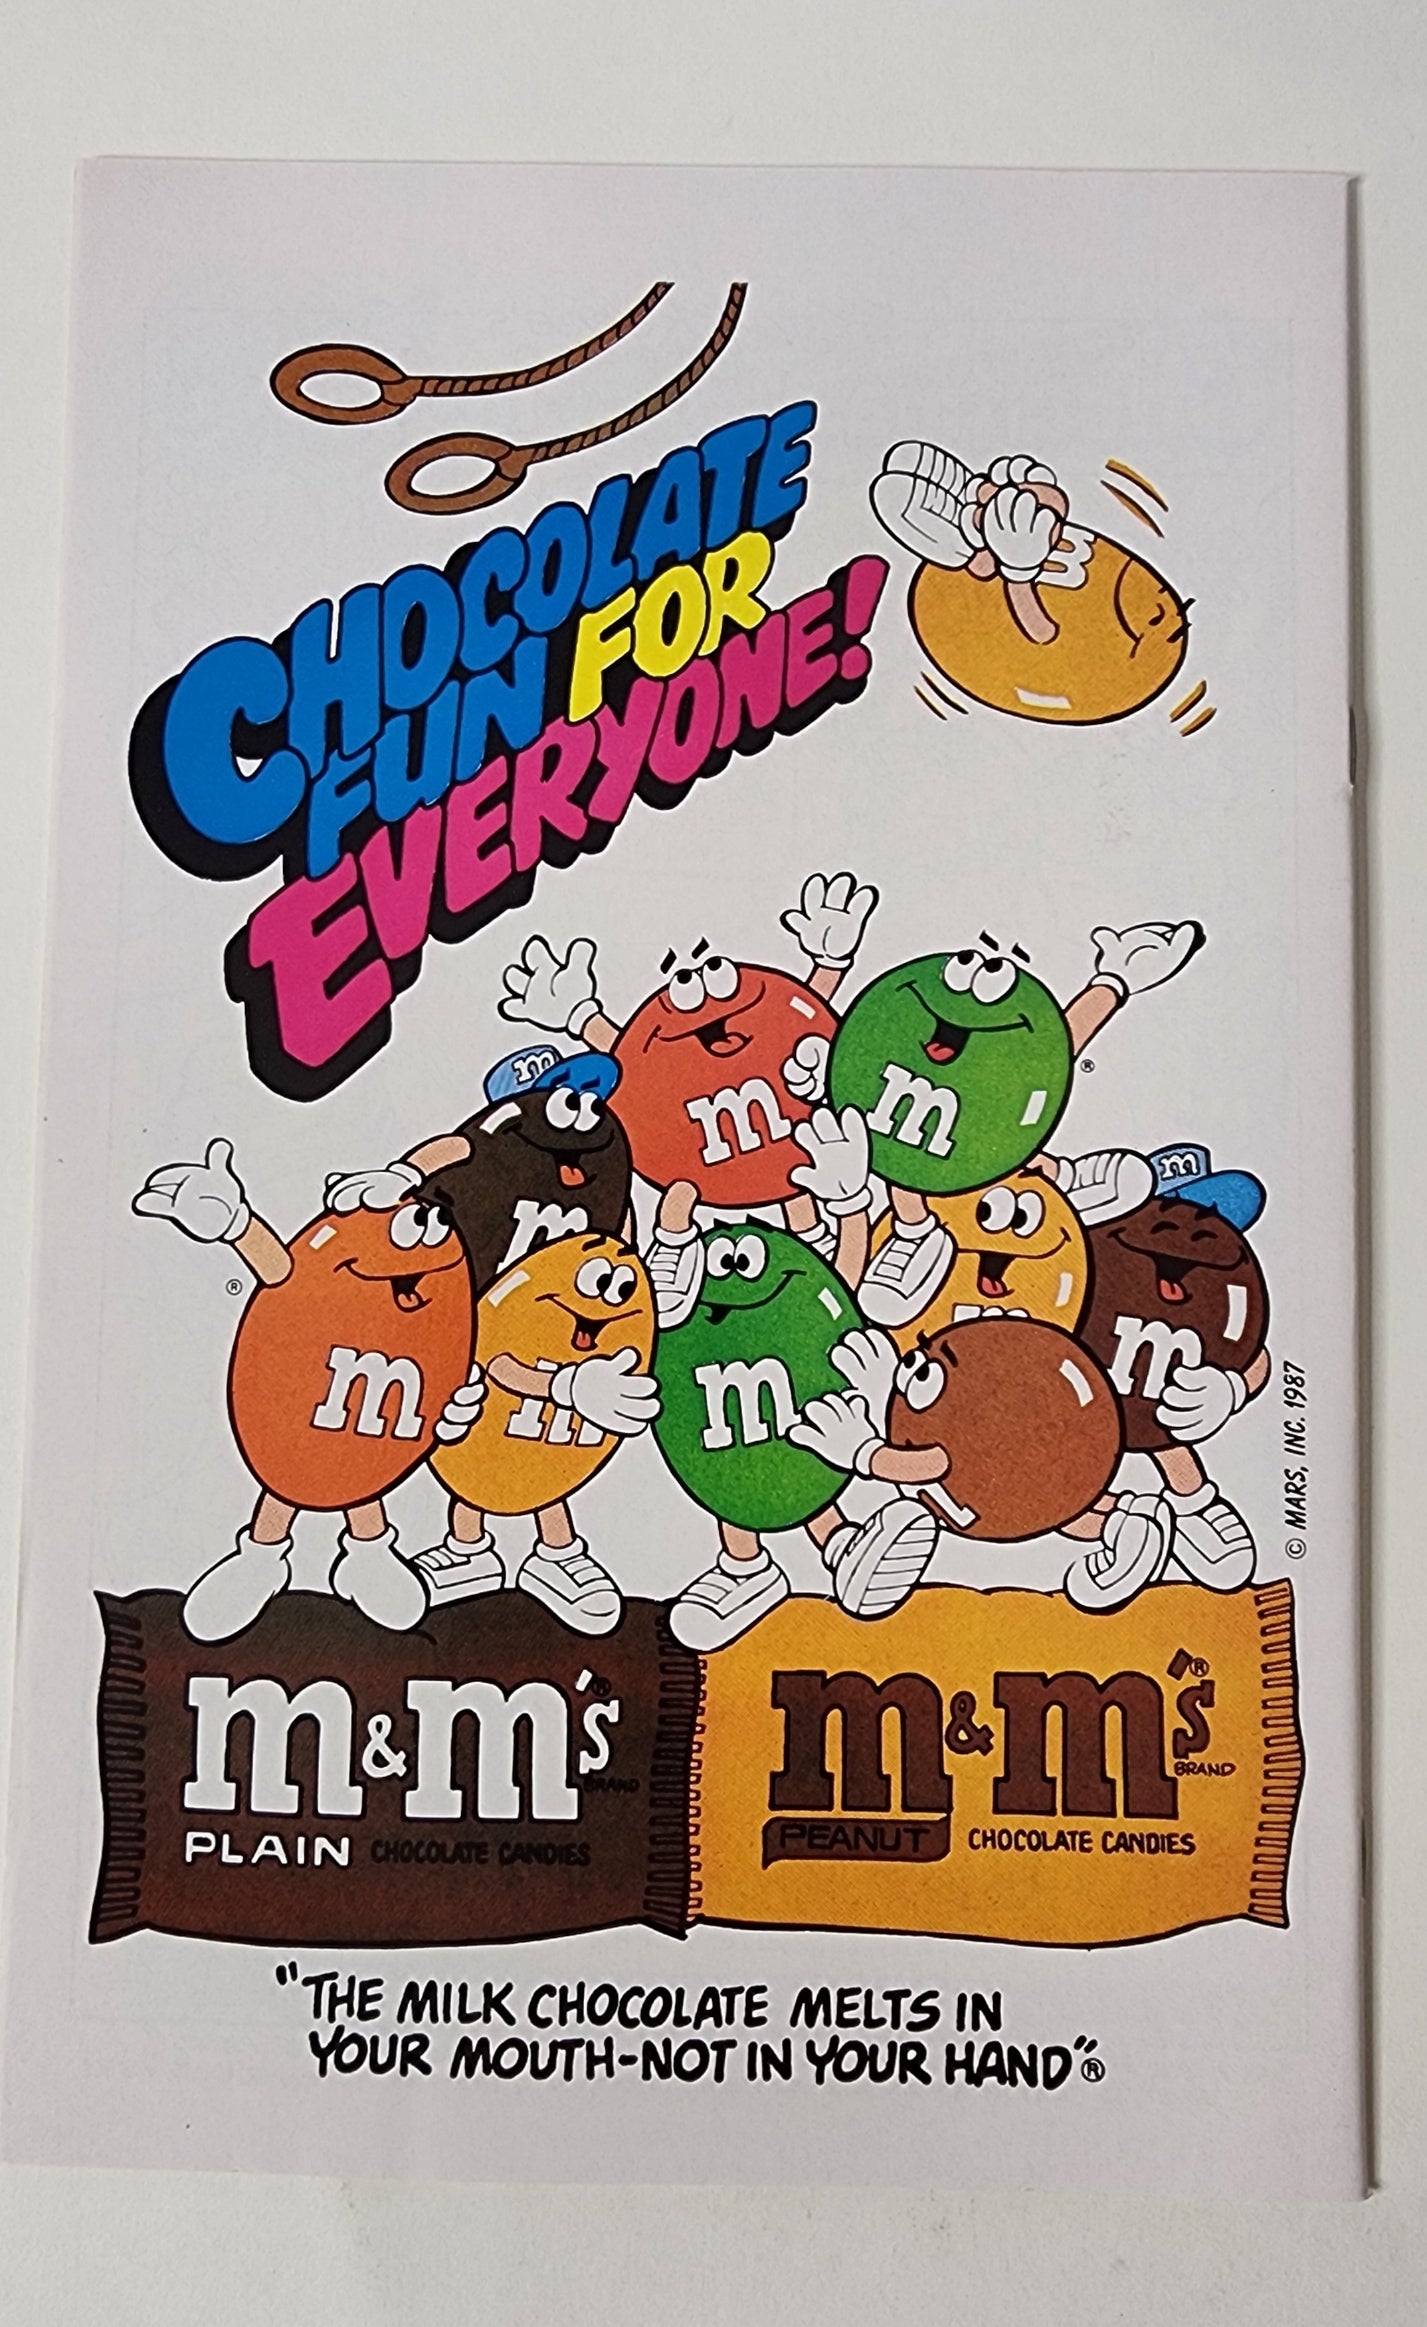 CHOCOLATE
FUN FOR
EVERYONE!
m
m
m
m
m
m
m
m
m
m
m
®
®
© MARS, INC. 1987
m&m's®
BRAND
PLAIN CHOCOLATE CANDIES
m&m's®
BRAND
PEANUT CHOCOLATE CANDIES
"THE MILK CHOCOLATE MELTS IN
YOUR MOUTH-NOT IN YOUR HAND"®